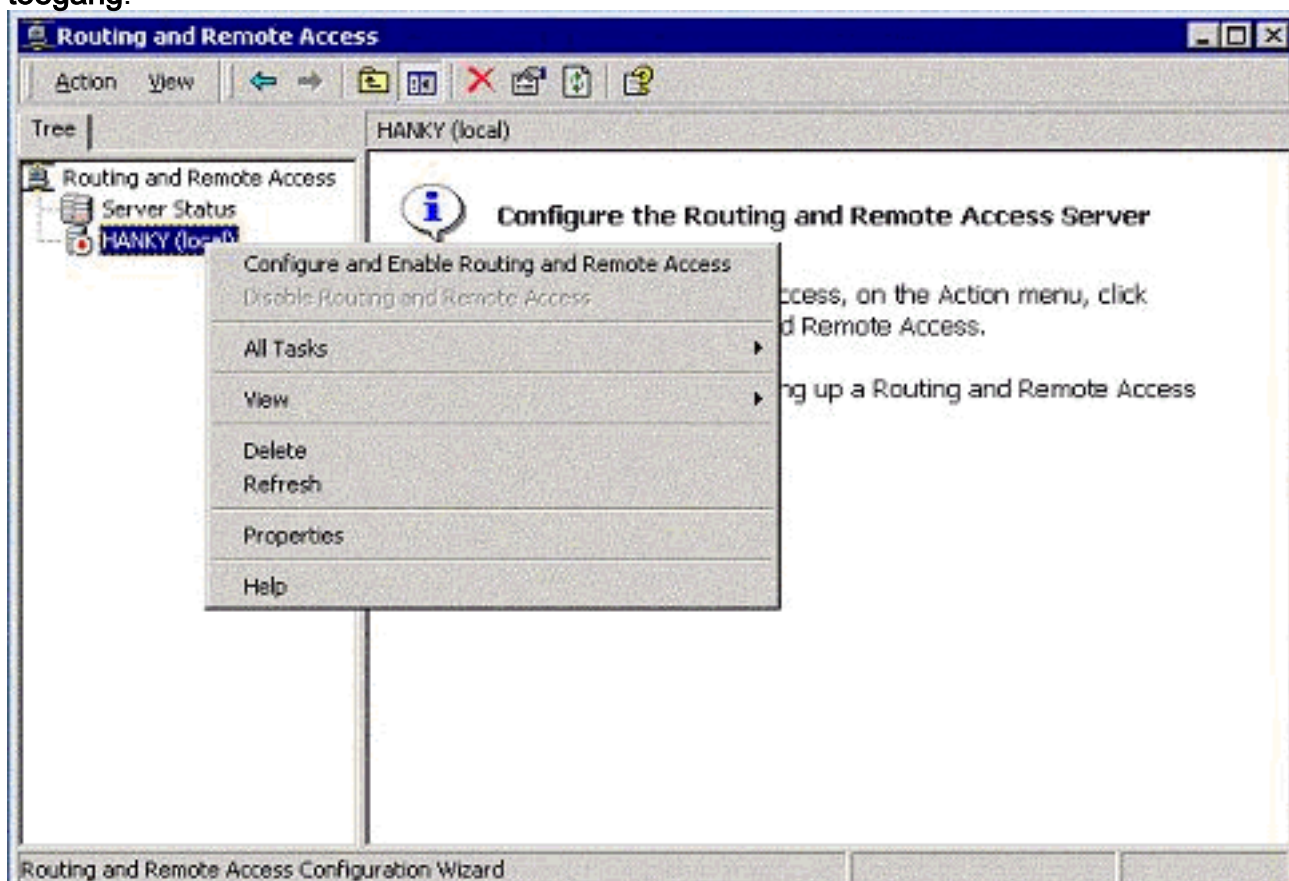 toegang.
Routing and Remote Access
Action View
Tree
HANKY (local)
Routing and Remote Access
Server Status
HANKY (local)
Configure the Routing and Remote Access Server
Configure and Enable Routing and Remote Access
Disable Routing and Remote Access
All Tasks
View
Delete
Refresh
Properties
Help
ccess, on the Action menu, click
d Remote Access.
ng up a Routing and Remote Access
Routing and Remote Access Configuration Wizard